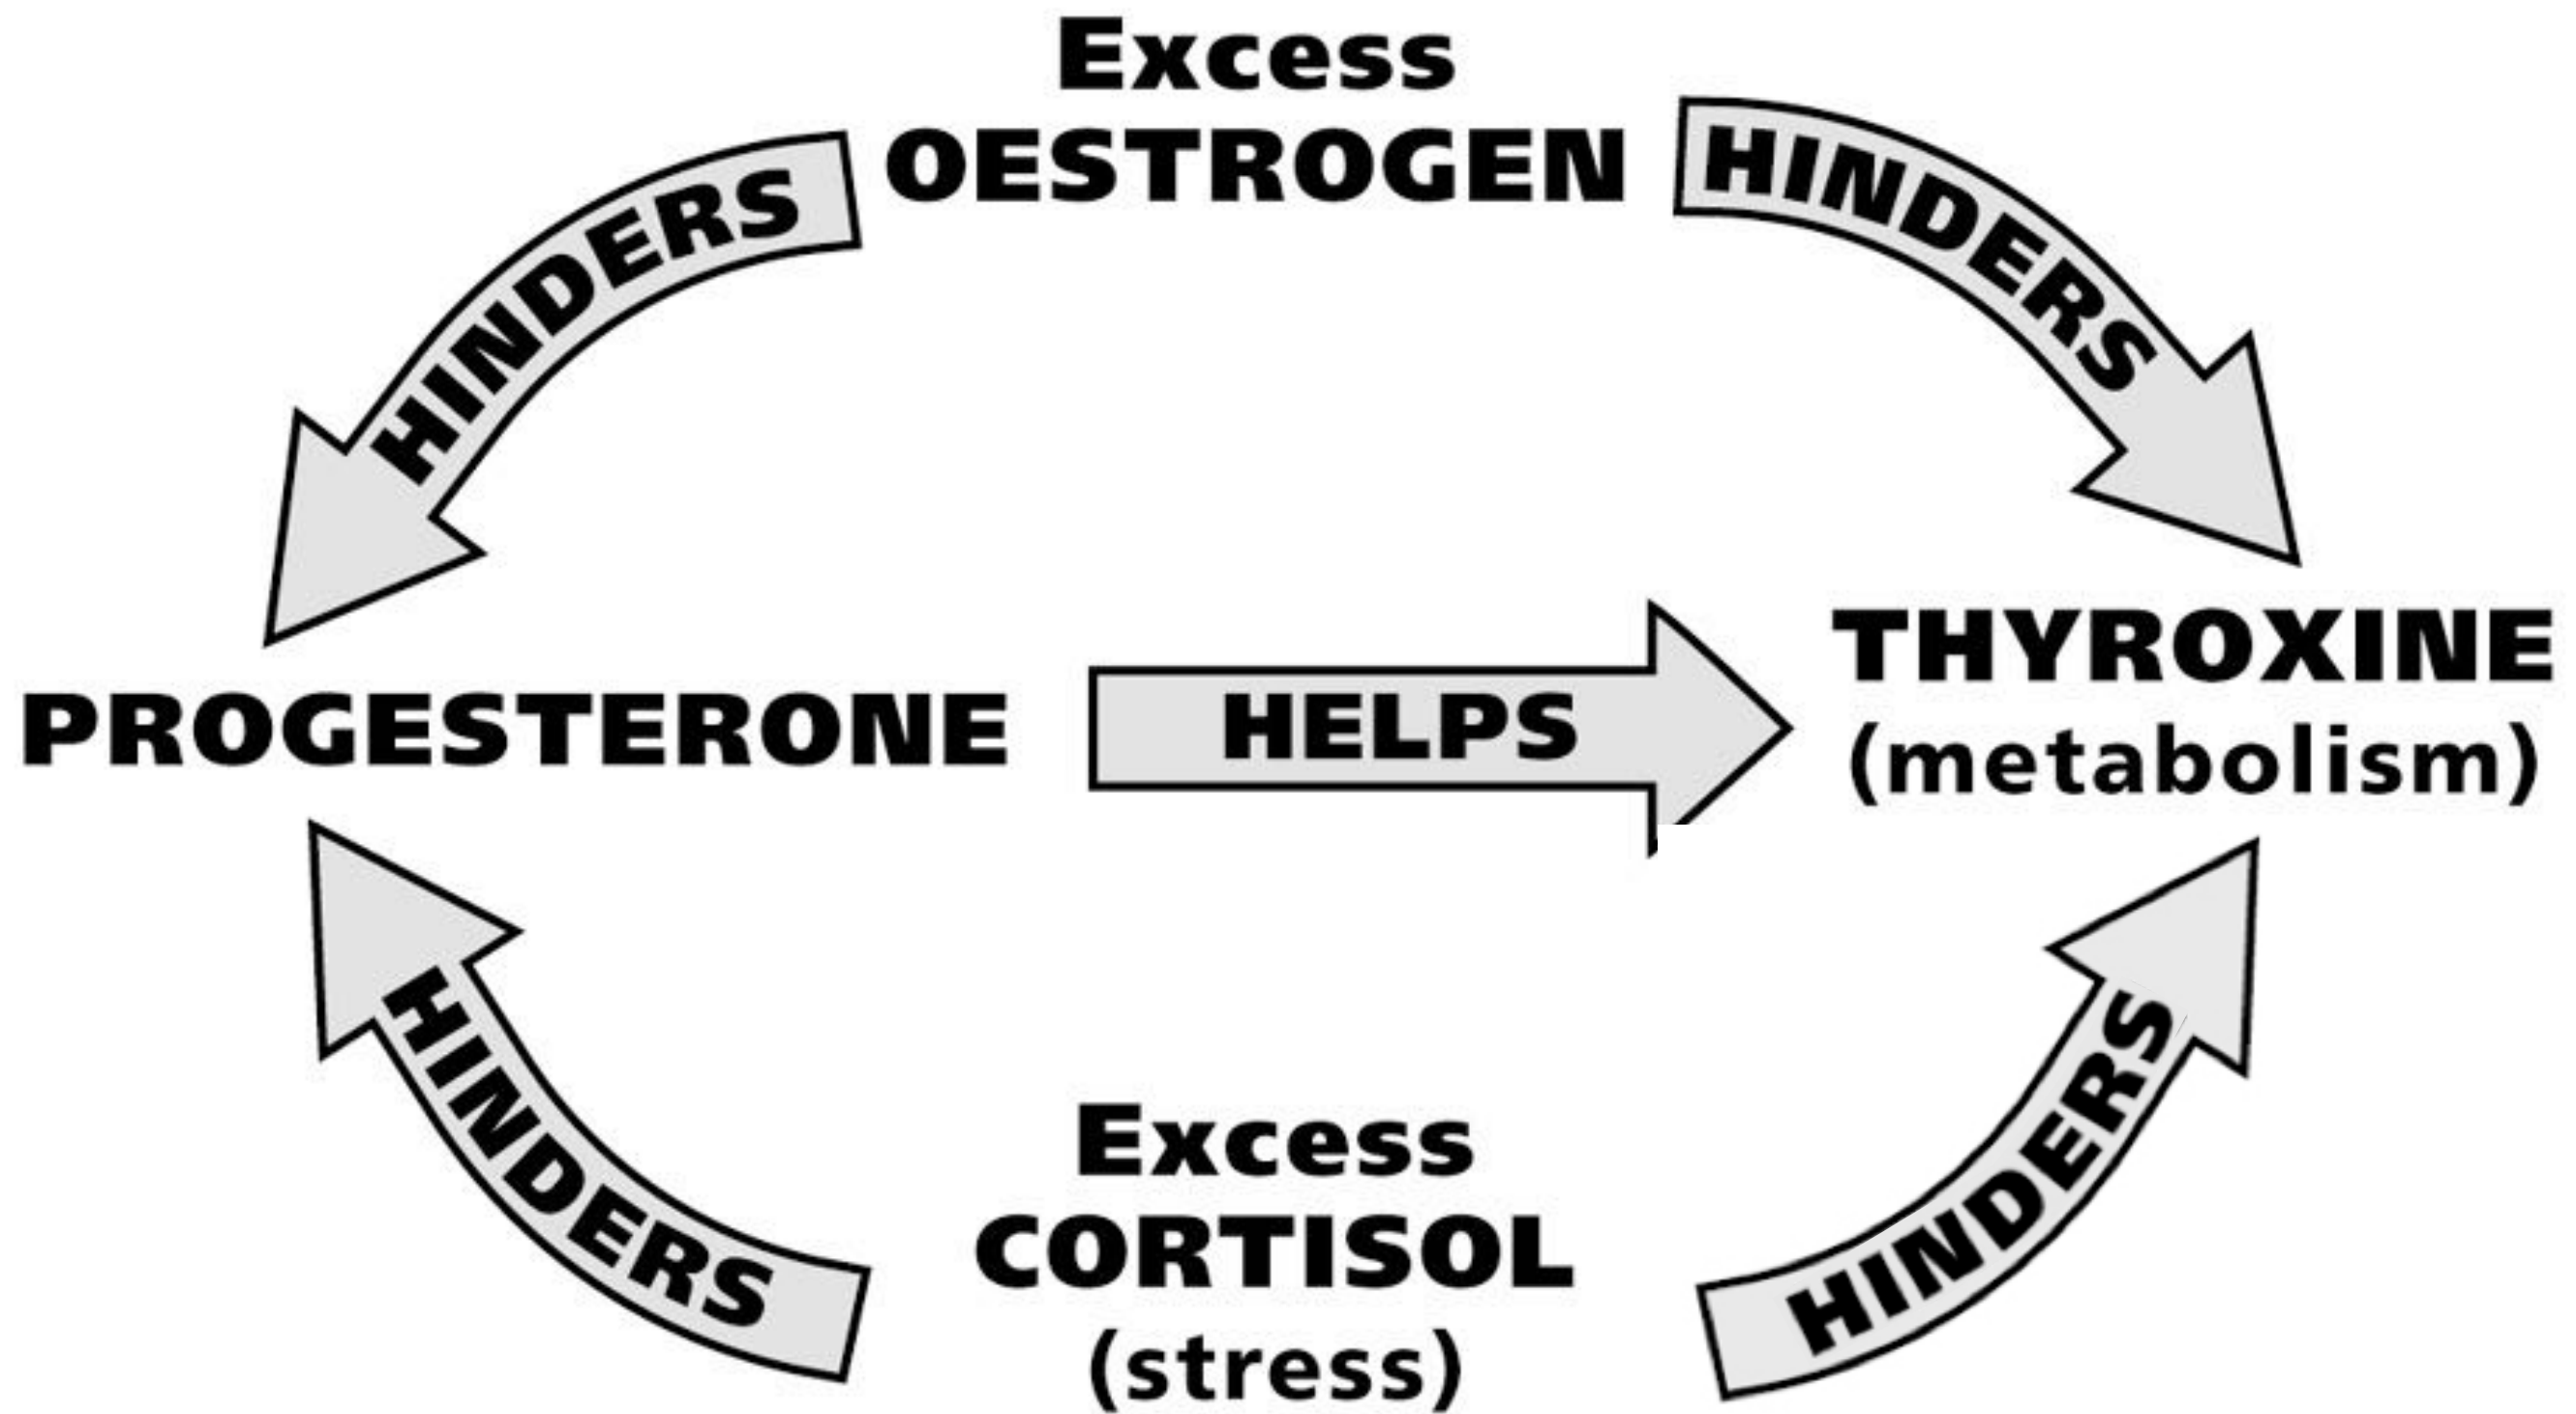 Excess
OESTROGEN
HINDERS
HINDERS
PROGESTERONE
HELPS
THYROXINE
(metabolism)
HINDERS
Excess
CORTISOL
(stress)
HINDERS